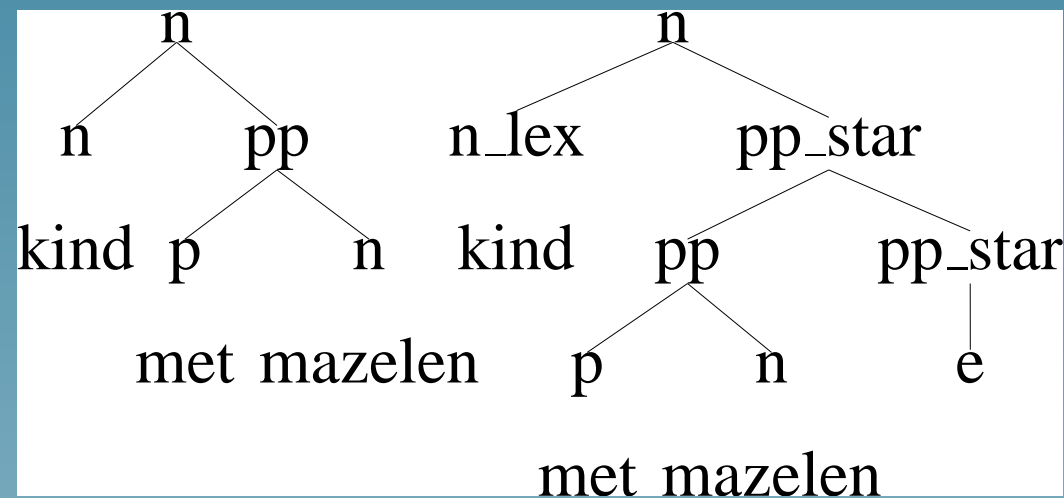 n n
n pp n_lex pp_star
kind p n kind pp pp_star
met mazelen p n e
met mazelen